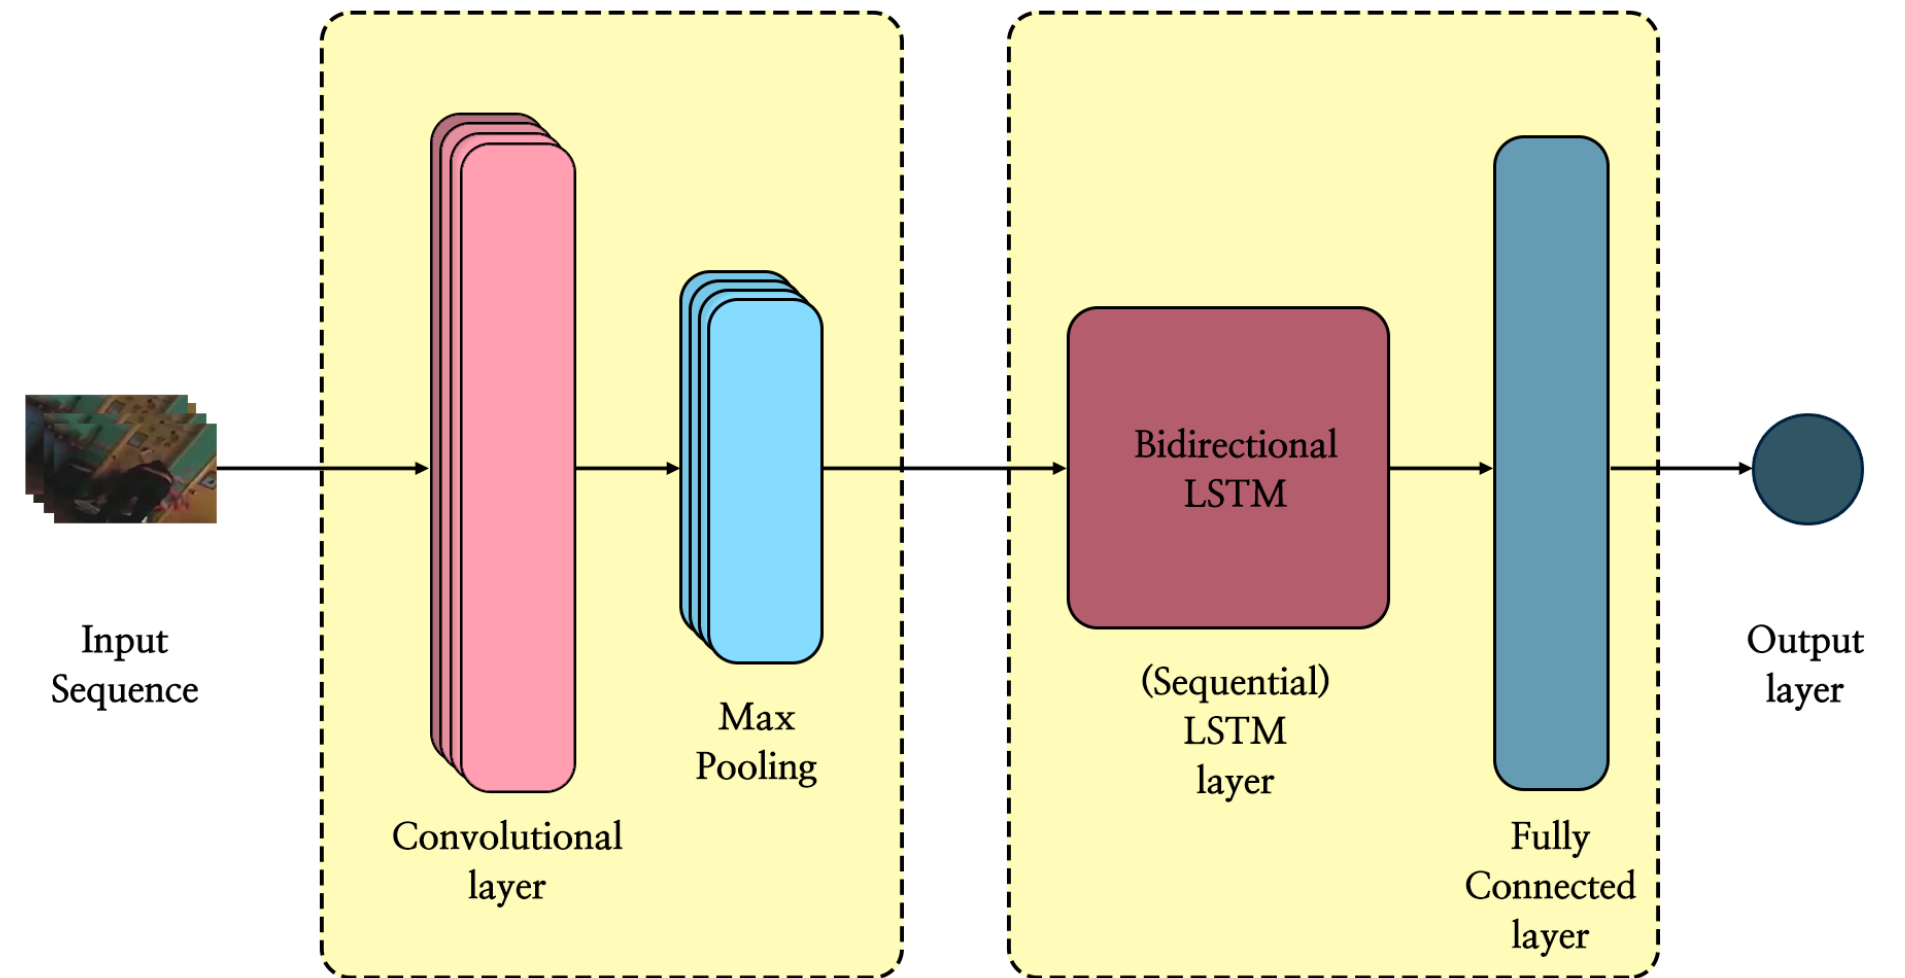 Input
Sequence
Convolutional
layer
Max
Pooling
Bidirectional
LSTM
(Sequential)
LSTM
layer
Fully
Connected
layer
Output
layer